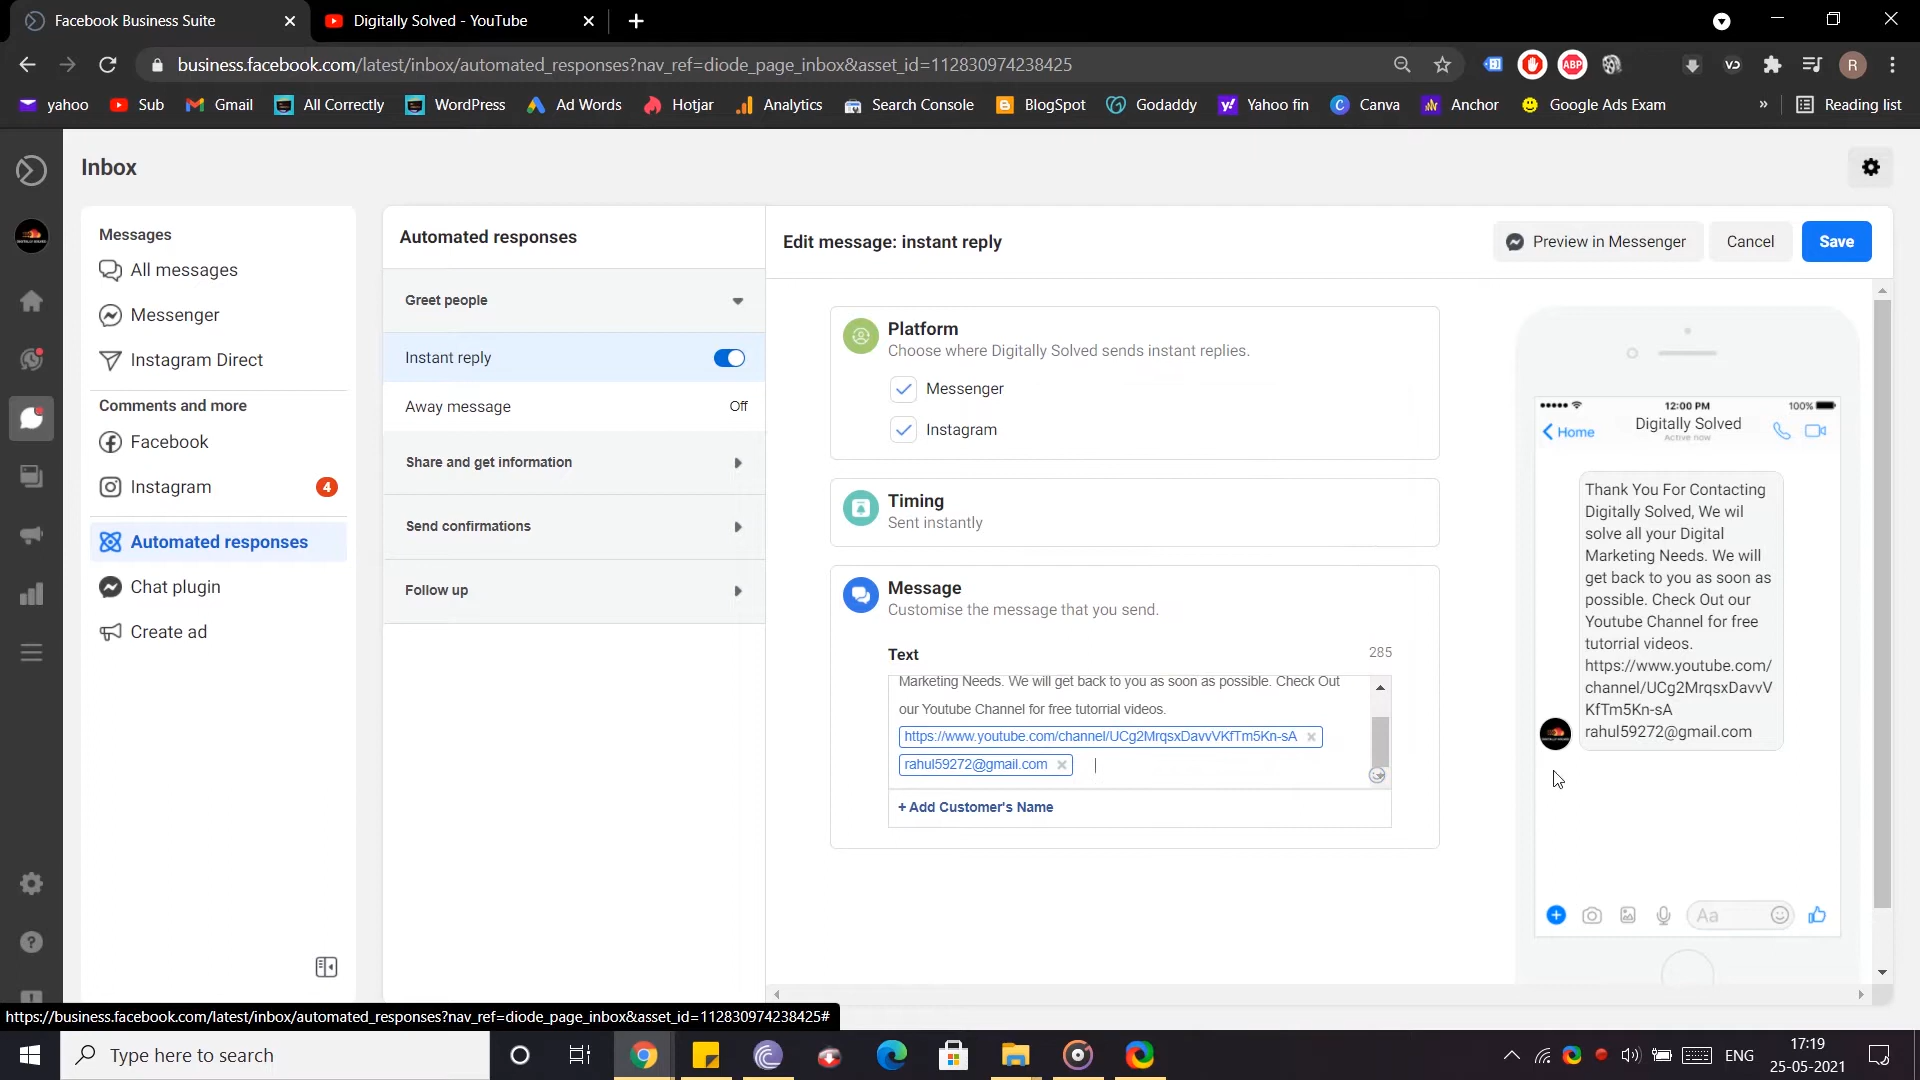 Facebook Business Suite
Digitally Solved - YouTube
business.facebook.com/latest/inbox/automated_responses?nav_ref=diode_page_inbox&asset_id=112830974238425
ABP
R
yahoo
Sub
Gmail
All Correctly
WordPress
Ad Words
Hotjar
Analytics
Search Console
BlogSpot
Godaddy
Yahoo fin
Canva
Anchor
Google Ads Exam
»
Reading list
Inbox
Messages
All messages
Messenger
Instagram Direct
Comments and more
Facebook
Instagram
4
Automated responses
Chat plugin
Create ad
Automated responses
Greet people
Instant reply
Away message
Off
Share and get information
Send confirmations
Follow up
Edit message: instant reply
Preview in Messenger
Cancel
Save
Platform
Choose where Digitally Solved sends instant replies.
Messenger
Instagram
Timing
Sent instantly
Message
Customise the message that you send.
Text
285
Marketing Needs. We will get back to you as soon as possible. Check Out
our Youtube Channel for free tutorrial videos.
https://www.youtube.com/channel/UCg2MrqsxDavvVKfTm5Kn-sA
rahul59272@gmail.com
+ Add Customer's Name
12:00 PM
100%
Home
Digitally Solved
Active now
Thank You For Contacting
Digitally Solved, We wil
solve all your Digital
Marketing Needs. We will
get back to you as soon as
possible. Check Out our
Youtube Channel for free
tutorrial videos.
https://www.youtube.com/
channel/UCg2MrqsxDavvV
KfTm5Kn-sA
rahul59272@gmail.com
Aa
https://business.facebook.com/latest/inbox/automated_responses?nav_ref=diode_page_inbox&asset_id=112830974238425#
Type here to search
ENG
17:19
25-05-2021